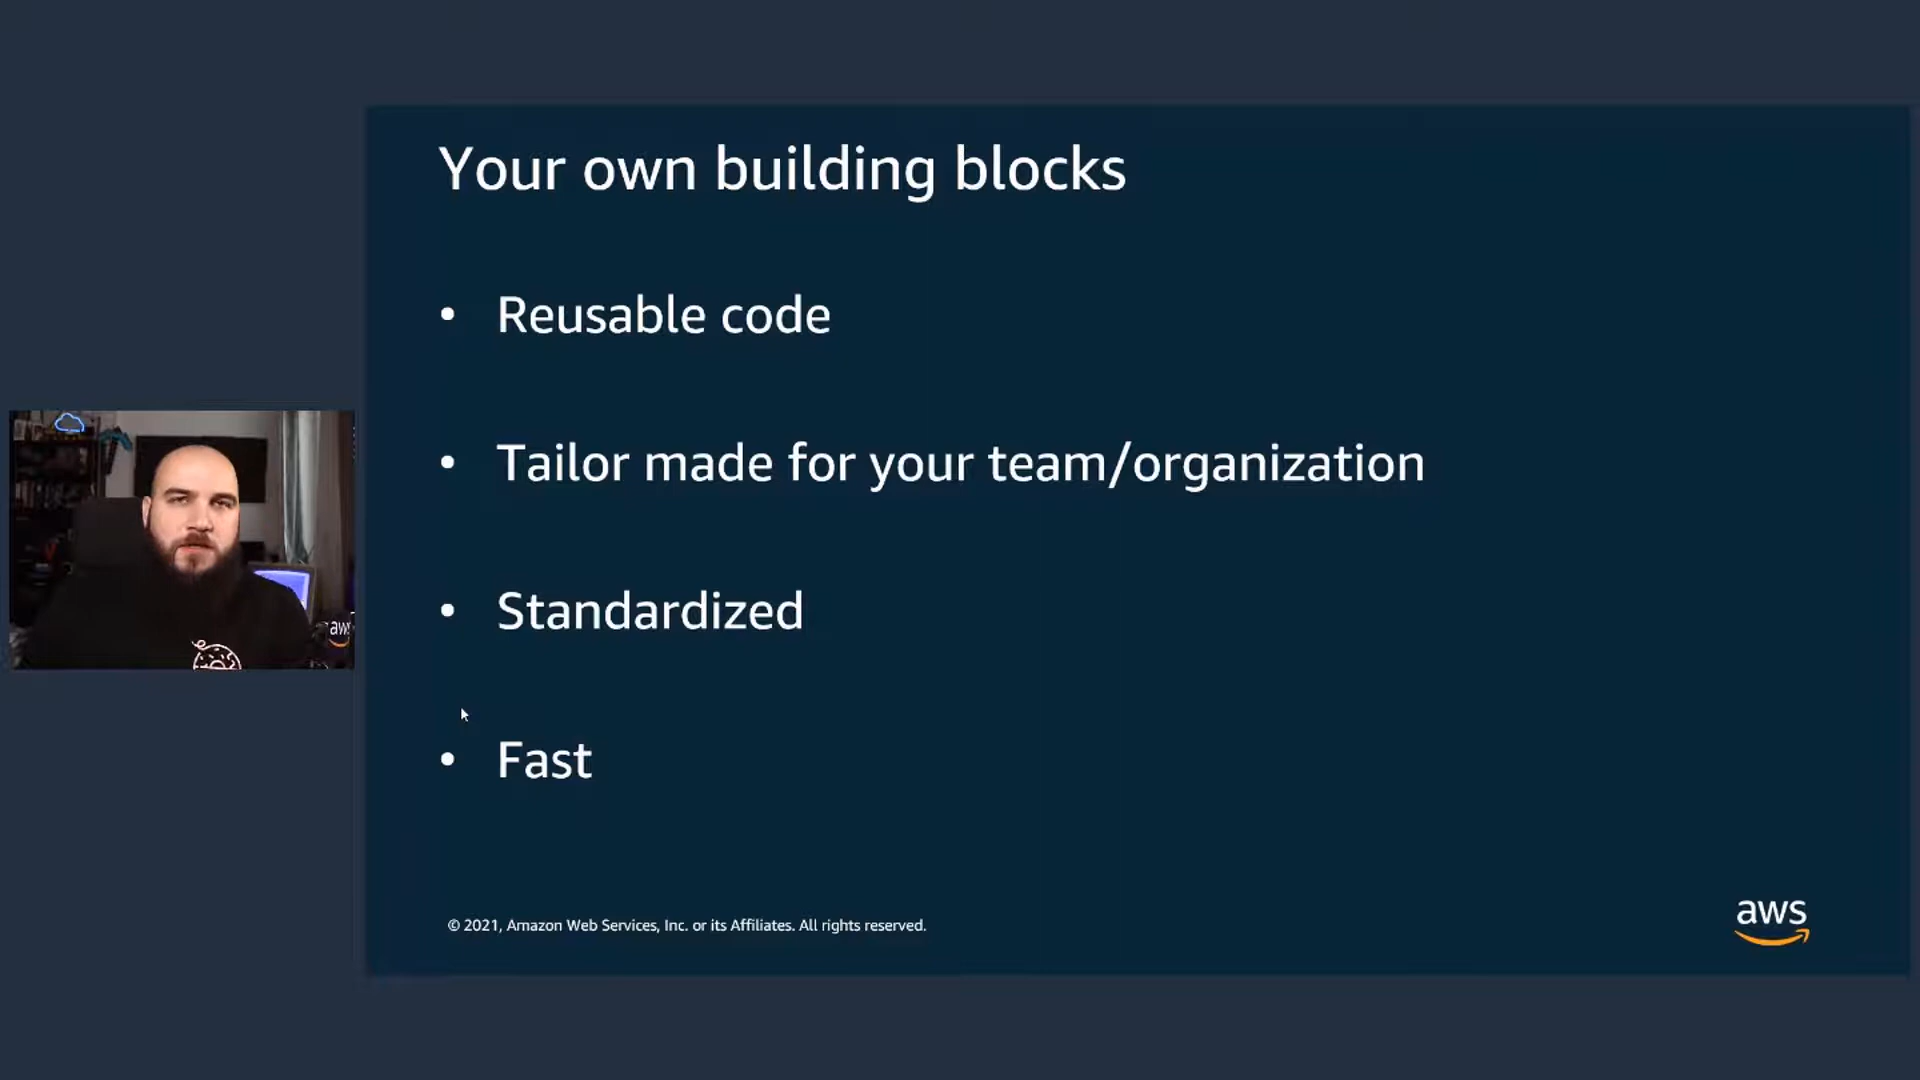 Your own building blocks
• Reusable code
• Tailor made for your team/organization
• Standardized
• Fast
aws
© 2021, Amazon Web Services, Inc. or its Affiliates. All rights reserved.
aws